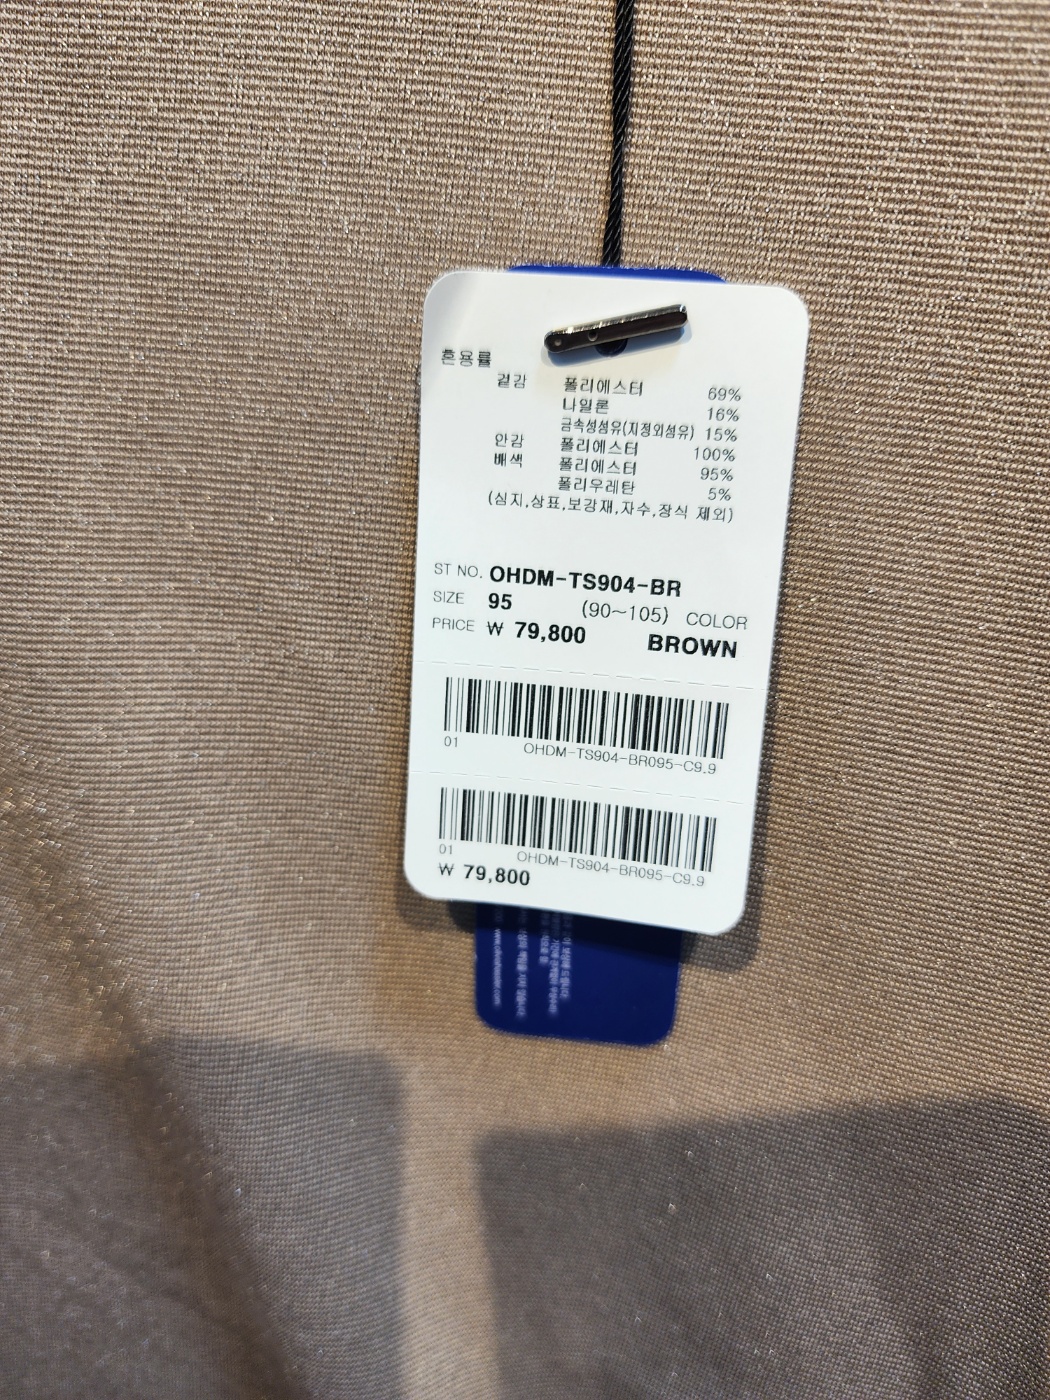 혼용률
겉감 폴리에스터 69%
나일론 16%
금속성섬유(지정외섬유) 15%
안감 폴리에스터 100%
배색 폴리에스터 95%
폴리우레탄 5%
(심지,상표,보강재,자수,장식 제외)
ST NO. OHDM-TS904-BR
SIZE 95 (90~105) COLOR
PRICE ₩ 79,800 BROWN
01 OHDM-TS904-BR095-C9.9
01 OHDM-TS904-BR095-C9.9
₩ 79,800